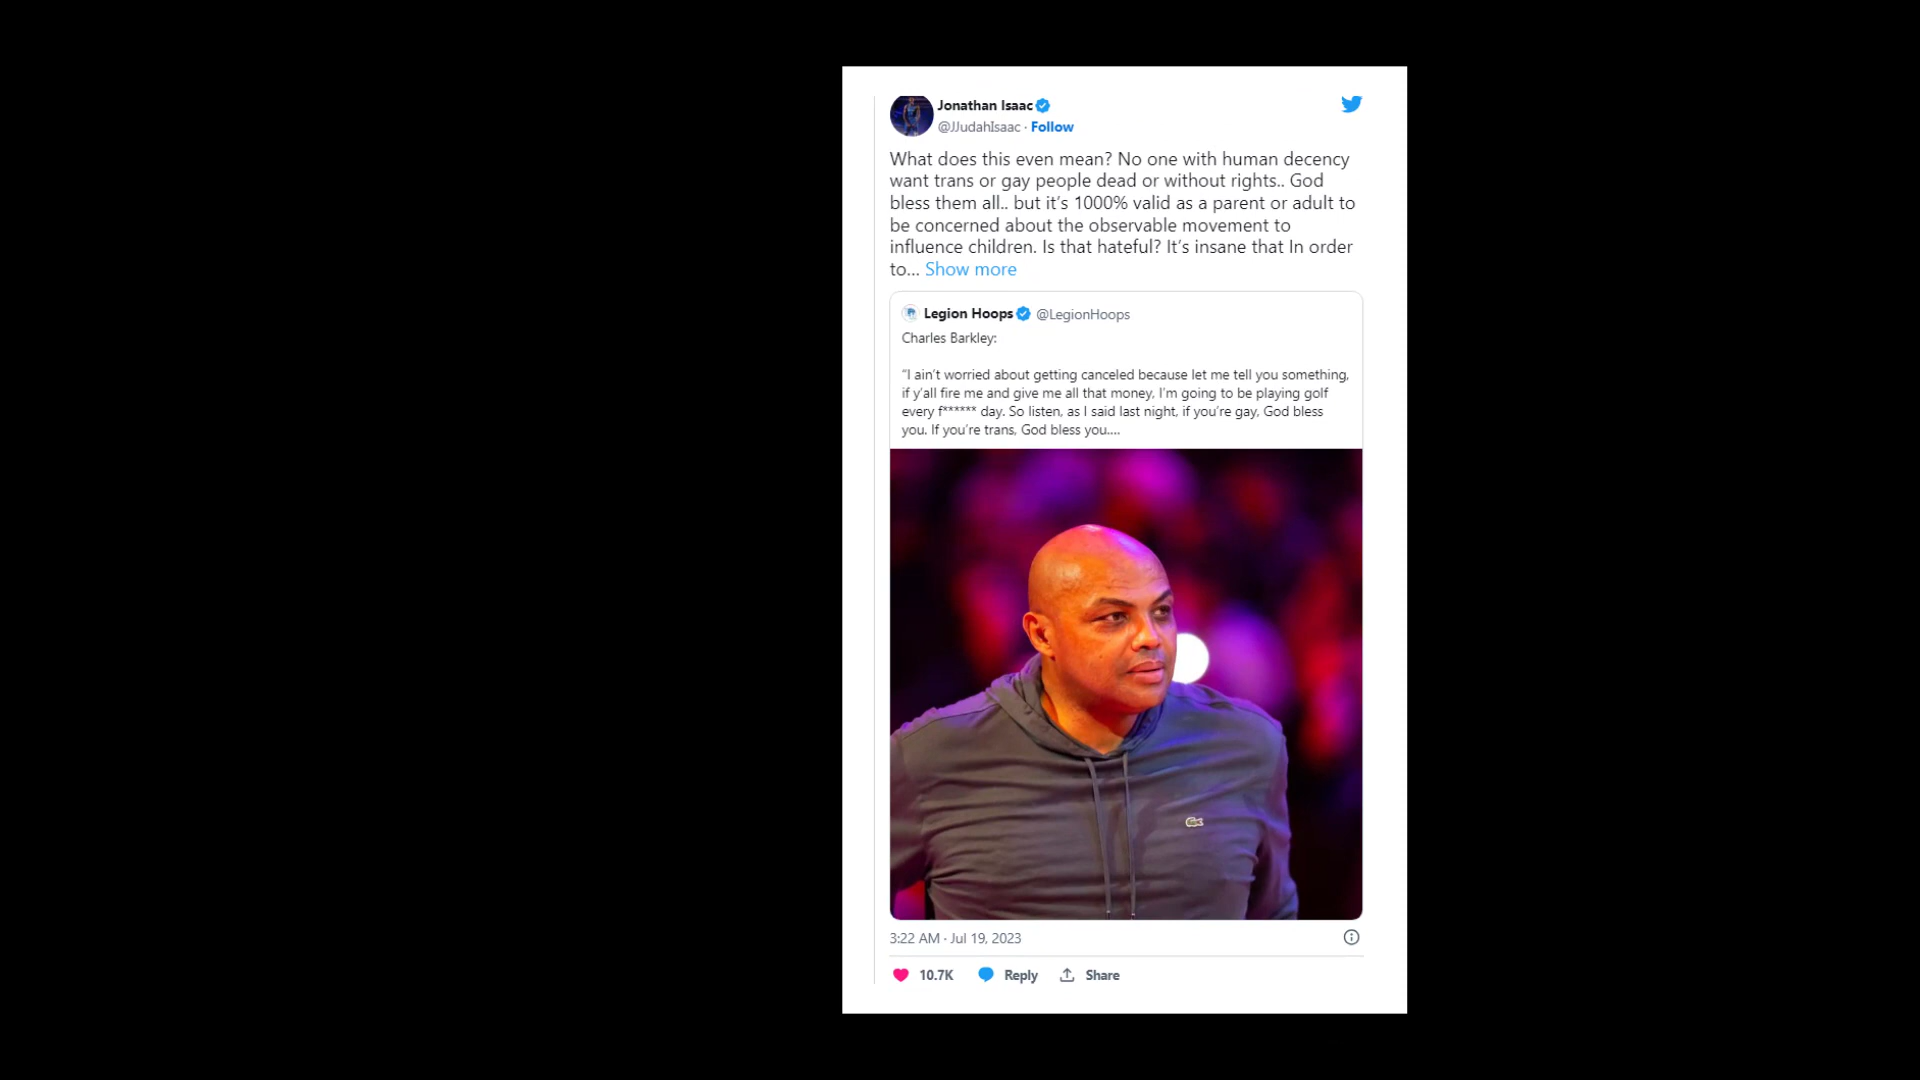 Jonathan Isaac
@JJudahIsaac · Follow
What does this even mean? No one with human decency
want trans or gay people dead or without rights.. God
bless them all.. but it’s 1000% valid as a parent or adult to
be concerned about the observable movement to
influence children. Is that hateful? It’s insane that In order
to... Show more
Legion Hoops @LegionHoops
Charles Barkley:
“I ain’t worried about getting canceled because let me tell you something,
if y’all fire me and give me all that money, I’m going to be playing golf
every f****** day. So listen, as I said last night, if you’re gay, God bless
you. If you’re trans, God bless you....
3:22 AM · Jul 19, 2023
10.7K Reply Share